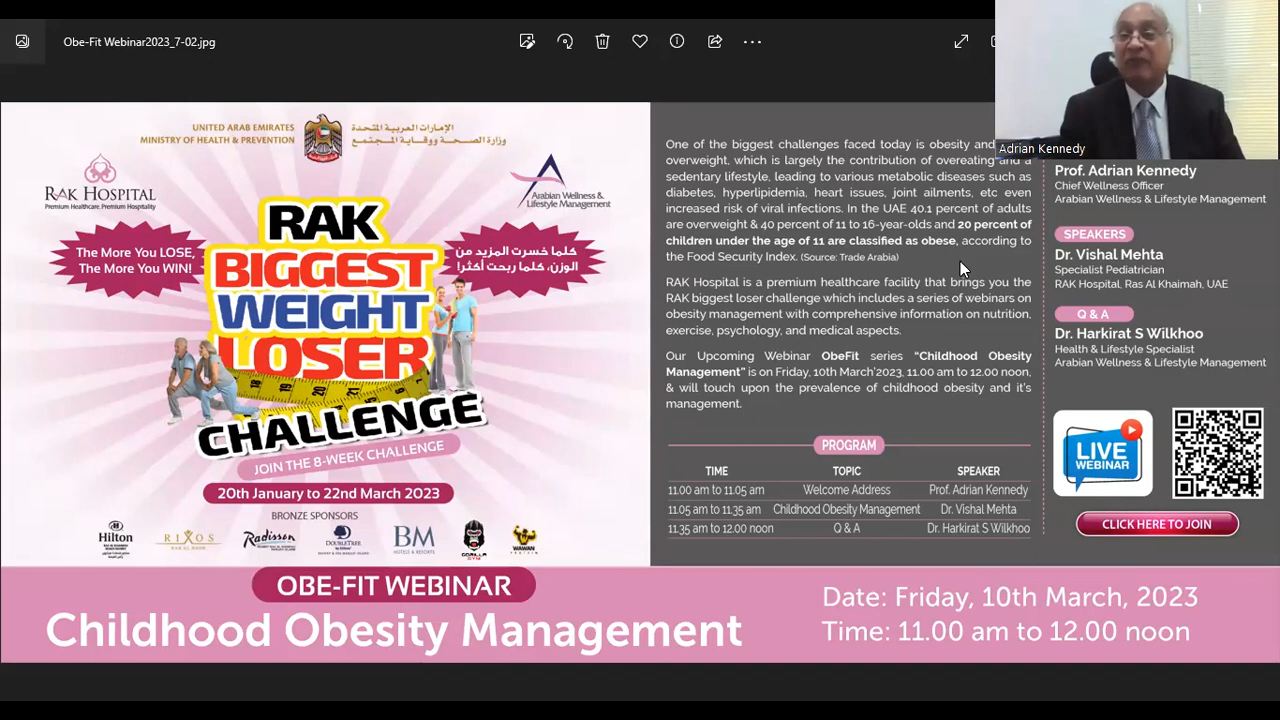 Obe-Fit Webinar2023_7-02.jpg
Adrian Kennedy
UNITED ARAB EMIRATES
MINISTRY OF HEALTH & PREVENTION
الإمارات العربية المتحدة
وزارة الصحة ووقاية المجتمع
RAK HOSPITAL
Premium Healthcare. Premium Hospitality
Arabian Wellness &
Lifestyle Management
The More You LOSE,
The More You WIN!
كلما خسرت المزيد من
الوزن، كلما ربحت أكثر!
RAK
BIGGEST
WEIGHT
LOSER
CHALLENGE
JOIN THE 8-WEEK CHALLENGE
20th January to 22nd March 2023
BRONZE SPONSORS
Hilton
RIXOS
Radisson
DOUBLETREE
BM
HOTELS & RESORTS
GORILLA
GYM
WAWAN
One of the biggest challenges faced today is obesity and
overweight, which is largely the contribution of overeating and a
sedentary lifestyle, leading to various metabolic diseases such as
diabetes, hyperlipidemia, heart issues, joint ailments, etc even
increased risk of viral infections. In the UAE 40.1 percent of adults
are overweight & 40 percent of 11 to 16-year-olds and 20 percent of
children under the age of 11 are classified as obese, according to
the Food Security Index. (Source: Trade Arabia)
RAK Hospital is a premium healthcare facility that brings you the
RAK biggest loser challenge which includes a series of webinars on
obesity management with comprehensive information on nutrition,
exercise, psychology, and medical aspects.
Our Upcoming Webinar ObeFit series “Childhood Obesity
Management” is on Friday, 10th March'2023, 11.00 am to 12.00 noon,
& will touch upon the prevalence of childhood obesity and it's
management.
PROGRAM
TIME TOPIC SPEAKER
11.00 am to 11.05 am Welcome Address Prof. Adrian Kennedy
11.05 am to 11.35 am Childhood Obesity Management Dr. Vishal Mehta
11.35 am to 12.00 noon Q & A Dr. Harkirat S Wilkhoo
Prof. Adrian Kennedy
Chief Wellness Officer
Arabian Wellness & Lifestyle Management
SPEAKERS
Dr. Vishal Mehta
Specialist Pediatrician
RAK Hospital, Ras Al Khaimah, UAE
Q & A
Dr. Harkirat S Wilkhoo
Health & Lifestyle Specialist
Arabian Wellness & Lifestyle Management
LIVE
WEBINAR
CLICK HERE TO JOIN
OBE-FIT WEBINAR
Childhood Obesity Management
Date: Friday, 10th March, 2023
Time: 11.00 am to 12.00 noon